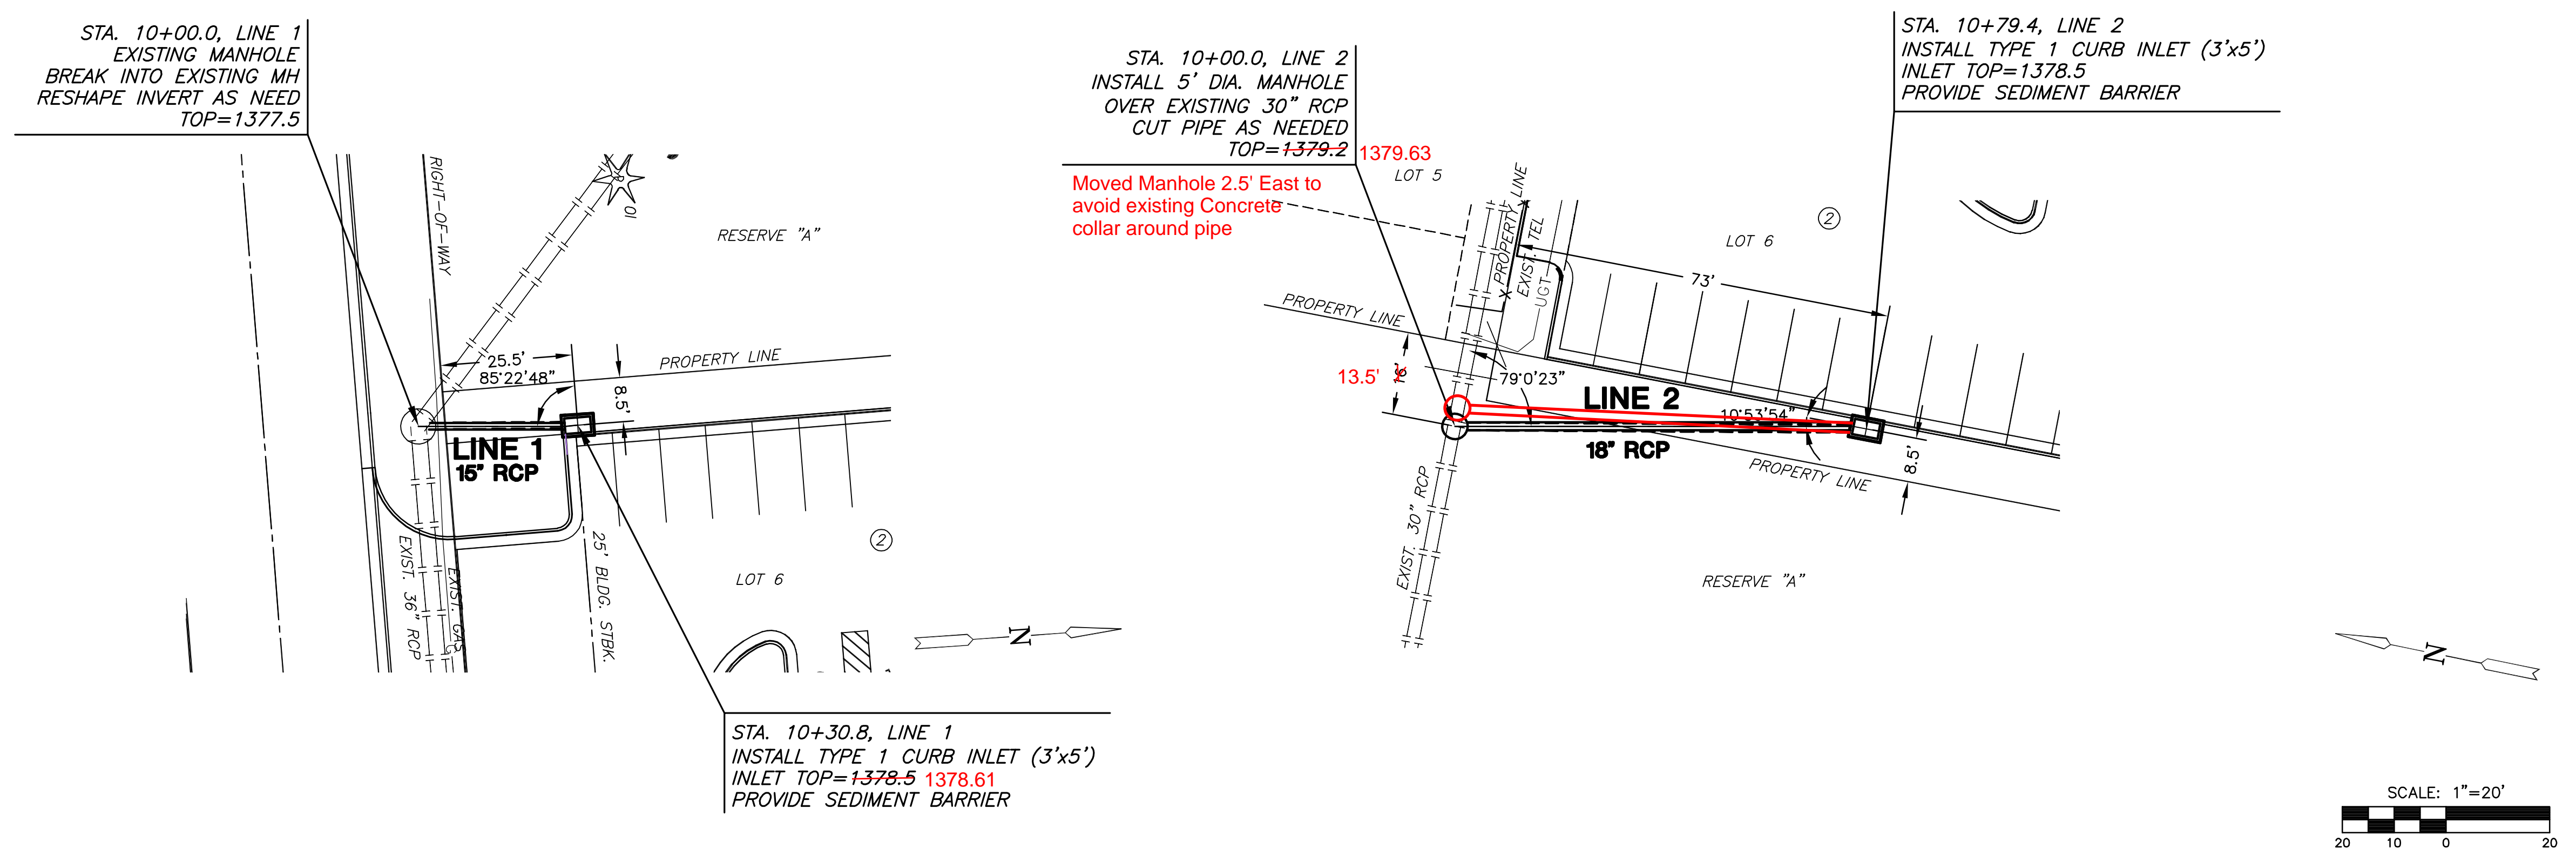 STA. 10+00.0, LINE 1
EXISTING MANHOLE
BREAK INTO EXISTING MH
RESHAPE INVERT AS NEED
TOP=1377.5
RIGHT-OF-WAY
10
RESERVE "A"
25.5'
85°22'48"
PROPERTY LINE
8.5'
LINE 1
15" RCP
EXIST. 36" RCP
EXIST. GAS
G
25' BLDG. STBK.
2
LOT 6
N
STA. 10+30.8, LINE 1
INSTALL TYPE 1 CURB INLET (3'x5')
INLET TOP=1378.5 1378.61
PROVIDE SEDIMENT BARRIER
STA. 10+00.0, LINE 2
INSTALL 5' DIA. MANHOLE
OVER EXISTING 30" RCP
CUT PIPE AS NEEDED
TOP=1379.2 1379.63
Moved Manhole 2.5' East to
avoid existing Concrete
collar around pipe
STA. 10+79.4, LINE 2
INSTALL TYPE 1 CURB INLET (3'x5')
INLET TOP=1378.5
PROVIDE SEDIMENT BARRIER
LOT 5
PROPERTY LINE
EXIST. TEL
UGT
2
LOT 6
73'
PROPERTY LINE
13.5'
79°0'23"
LINE 2
10°53'54"
18" RCP
PROPERTY LINE
8.5'
EXIST. 30" RCP
RESERVE "A"
N
SCALE: 1"=20'
20 10 0 20